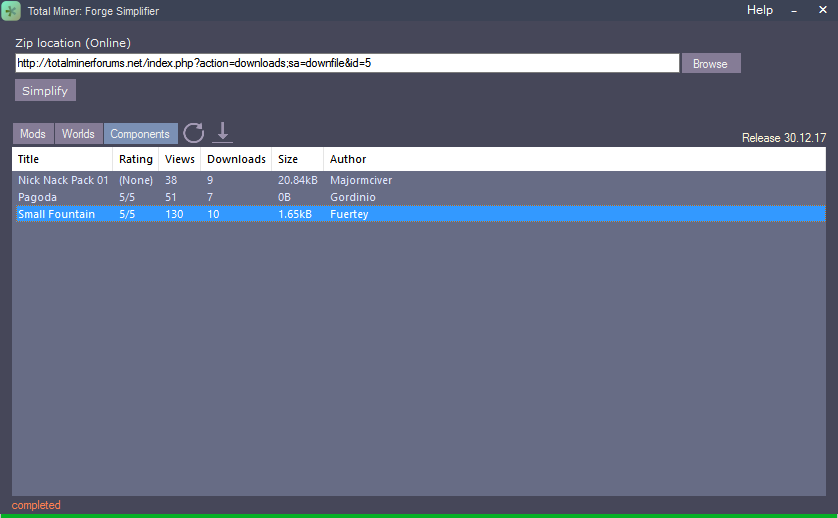 Total Miner: Forge Simplifier Help
Zip location (Online)
http://totalminerforums.net/index.php?action=downloads;sa=downfile&id=5 Browse
Simplify
Mods Worlds Components Release 30.12.17
Title Rating Views Downloads Size Author
Nick Nack Pack 01 (None) 38 9 20.84kB Majormciver
Pagoda 5/5 51 7 0B Gordinio
Small Fountain 5/5 130 10 1.65kB Fuertey
completed